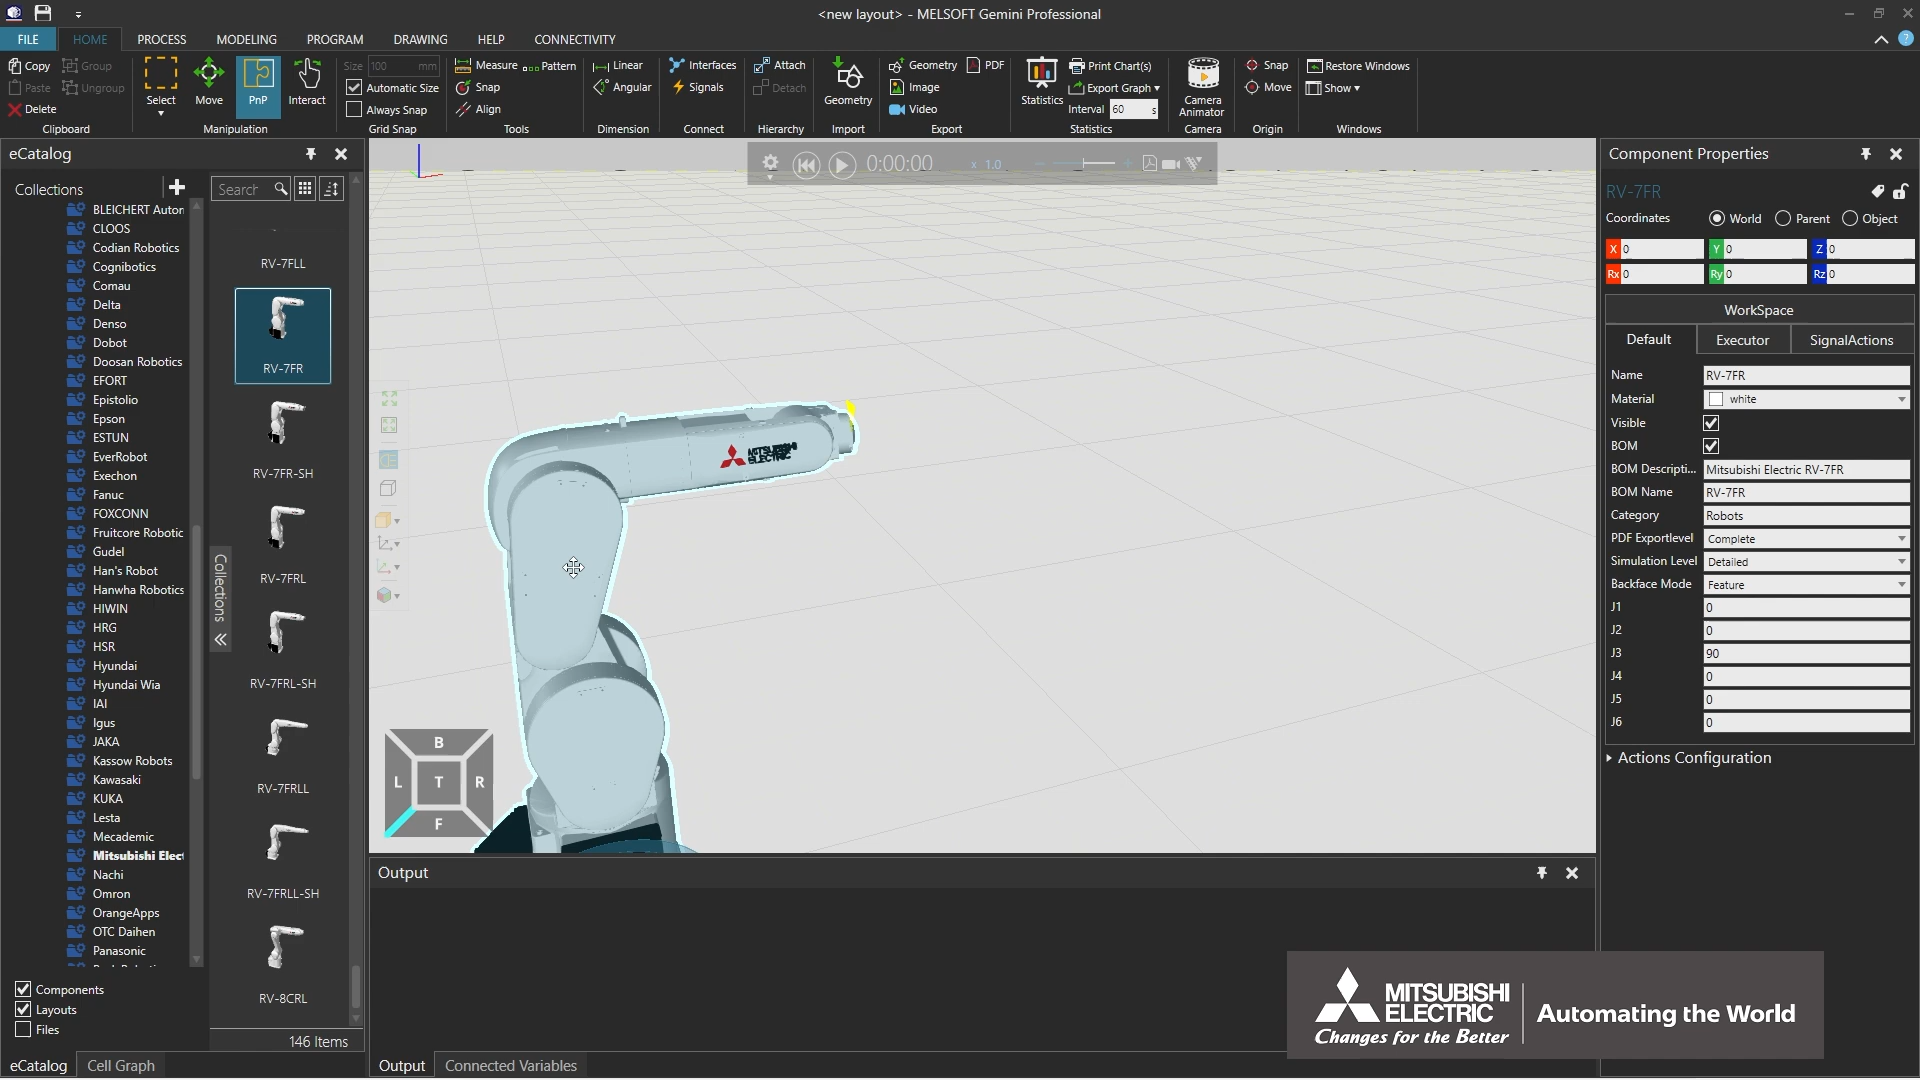 <new layout> - MELSOFT Gemini Professional
FILE HOME PROCESS MODELING PROGRAM DRAWING HELP CONNECTIVITY
Copy Paste Delete Group Ungroup
Clipboard
Select Move PnP Interact
Manipulation
Size 100 mm
Automatic Size
Always Snap
Grid Snap
Measure Pattern
Snap
Align
Tools
Linear
Angular
Dimension
Interfaces
Signals
Connect
Attach
Detach
Hierarchy
Geometry
Import
Geometry PDF
Image
Video
Export
Statistics
Print Chart(s)
Export Graph
Interval 60 s
Statistics
Camera Animator
Camera
Snap
Move
Origin
Restore Windows
Show
Windows
eCatalog
Collections
Search
BLEICHERT Autor
CLOOS
Codian Robotics
Cognibotics
Comau
Delta
Denso
Dobot
Doosan Robotics
EFORT
Epistolio
Epson
ESTUN
EverRobot
Exechon
Fanuc
FOXCONN
Fruitcore Robotic
Gudel
Han's Robot
Hanwha Robotics
HIWIN
HRG
HSR
Hyundai
Hyundai Wia
IAI
Igus
JAKA
Kassow Robots
Kawasaki
KUKA
Lesta
Mecademic
Mitsubishi Elect
Nachi
Omron
OrangeApps
OTC Daihen
Panasonic
Components
Layouts
Files
Collections
RV-7FLL
RV-7FR
RV-7FR-SH
RV-7FRL
RV-7FRL-SH
RV-7FRLL
RV-7FRLL-SH
RV-8CRL
146 Items
eCatalog Cell Graph
0:00:00 x 1.0
MITSUBISHI
ELECTRIC
B
L T R
F
Output
Output Connected Variables
Component Properties
RV-7FR
Coordinates World Parent Object
X 0 Y 0 Z 0
Rx 0 Ry 0 Rz 0
WorkSpace
Default Executor SignalActions
Name RV-7FR
Material white
Visible
BOM
BOM Descripti... Mitsubishi Electric RV-7FR
BOM Name RV-7FR
Category Robots
PDF Exportlevel Complete
Simulation Level Detailed
Backface Mode Feature
J1 0
J2 0
J3 90
J4 0
J5 0
J6 0
Actions Configuration
MITSUBISHI
ELECTRIC
Changes for the Better
Automating the World